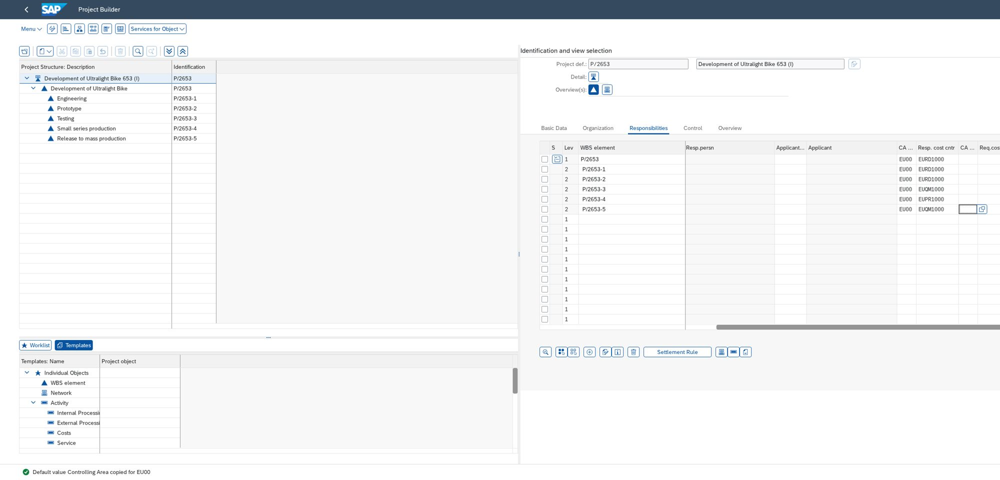 SAP Project Builder
Menu Services for Object
Project Structure: Description Identification
Development of Ultralight Bike 653 (I) P/2653
Development of Ultralight Bike P/2653
Engineering P/2653-1
Prototype P/2653-2
Testing P/2653-3
Small series production P/2653-4
Release to mass production P/2653-5
Worklist Templates
Templates: Name Project object
Individual Objects
WBS element
Network
Activity
Internal Processin
External Processi
Costs
Service
Identification and view selection
Project def.: P/2653 Development of Ultralight Bike 653 (I)
Detail:
Overview(s):
Basic Data Organization Responsibilities Control Overview
S Lev WBS element Resp.persn Applicant... Applicant CA ... Resp. cost cntr CA ... Req.cos
1 P/2653 EU00 EURD1000
2 P/2653-1 EU00 EURD1000
2 P/2653-2 EU00 EURD1000
2 P/2653-3 EU00 EUQM1000
2 P/2653-4 EU00 EUPR1000
2 P/2653-5 EU00 EUQM1000
1
1
1
1
1
1
1
1
1
1
1
Settlement Rule
Default value Controlling Area copied for EU00